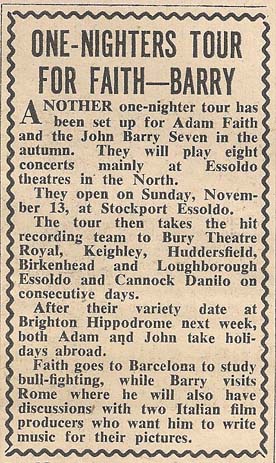 ONE-NIGHTERS TOUR
FOR FAITH—BARRY
ANOTHER one-nighter tour has
been set up for Adam Faith
and the John Barry Seven in the
autumn. They will play eight
concerts mainly at Essoldo
theatres in the North.
They open on Sunday, Novem-
ber 13, at Stockport Essoldo.
The tour then takes the hit
recording team to Bury Theatre
Royal, Keighley, Huddersfield,
Birkenhead and Loughborough
Essoldo and Cannock Danilo on
consecutive days.
After their variety date at
Brighton Hippodrome next week,
both Adam and John take holi-
days abroad.
Faith goes to Barcelona to study
bull-fighting, while Barry visits
Rome where he will also have
discussions with two Italian film
producers who want him to write
music for their pictures.